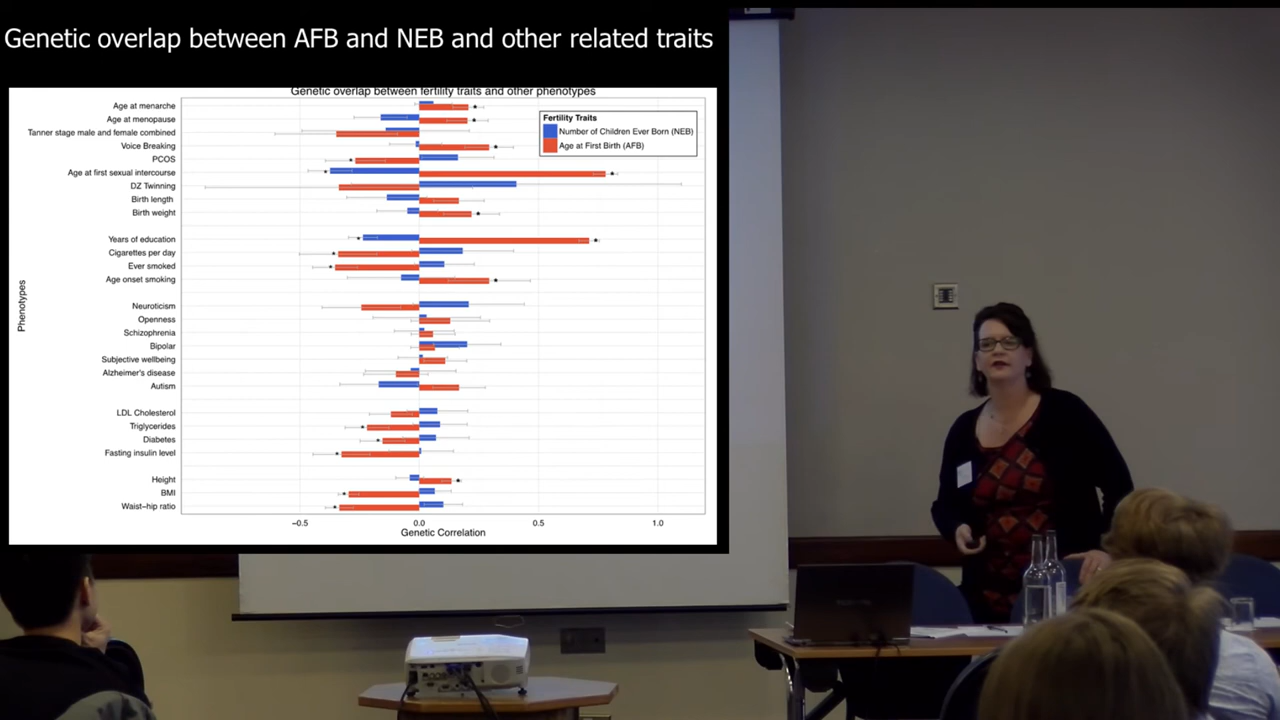 Genetic overlap between AFB and NEB and other related traits
Genetic overlap between fertility traits and other phenotypes
Fertility Traits
Number of Children Ever Born (NEB)
Age at First Birth (AFB)
Phenotypes
Age at menarche
Age at menopause
Tanner stage male and female combined
Voice Breaking
PCOS
Age at first sexual intercourse
DZ Twinning
Birth length
Birth weight
Years of education
Cigarettes per day
Ever smoked
Age onset smoking
Neuroticism
Openness
Schizophrenia
Bipolar
Subjective wellbeing
Alzheimer's disease
Autism
LDL Cholesterol
Triglycerides
Diabetes
Fasting insulin level
Height
BMI
Waist−hip ratio
−0.5 0.0 0.5 1.0
Genetic Correlation